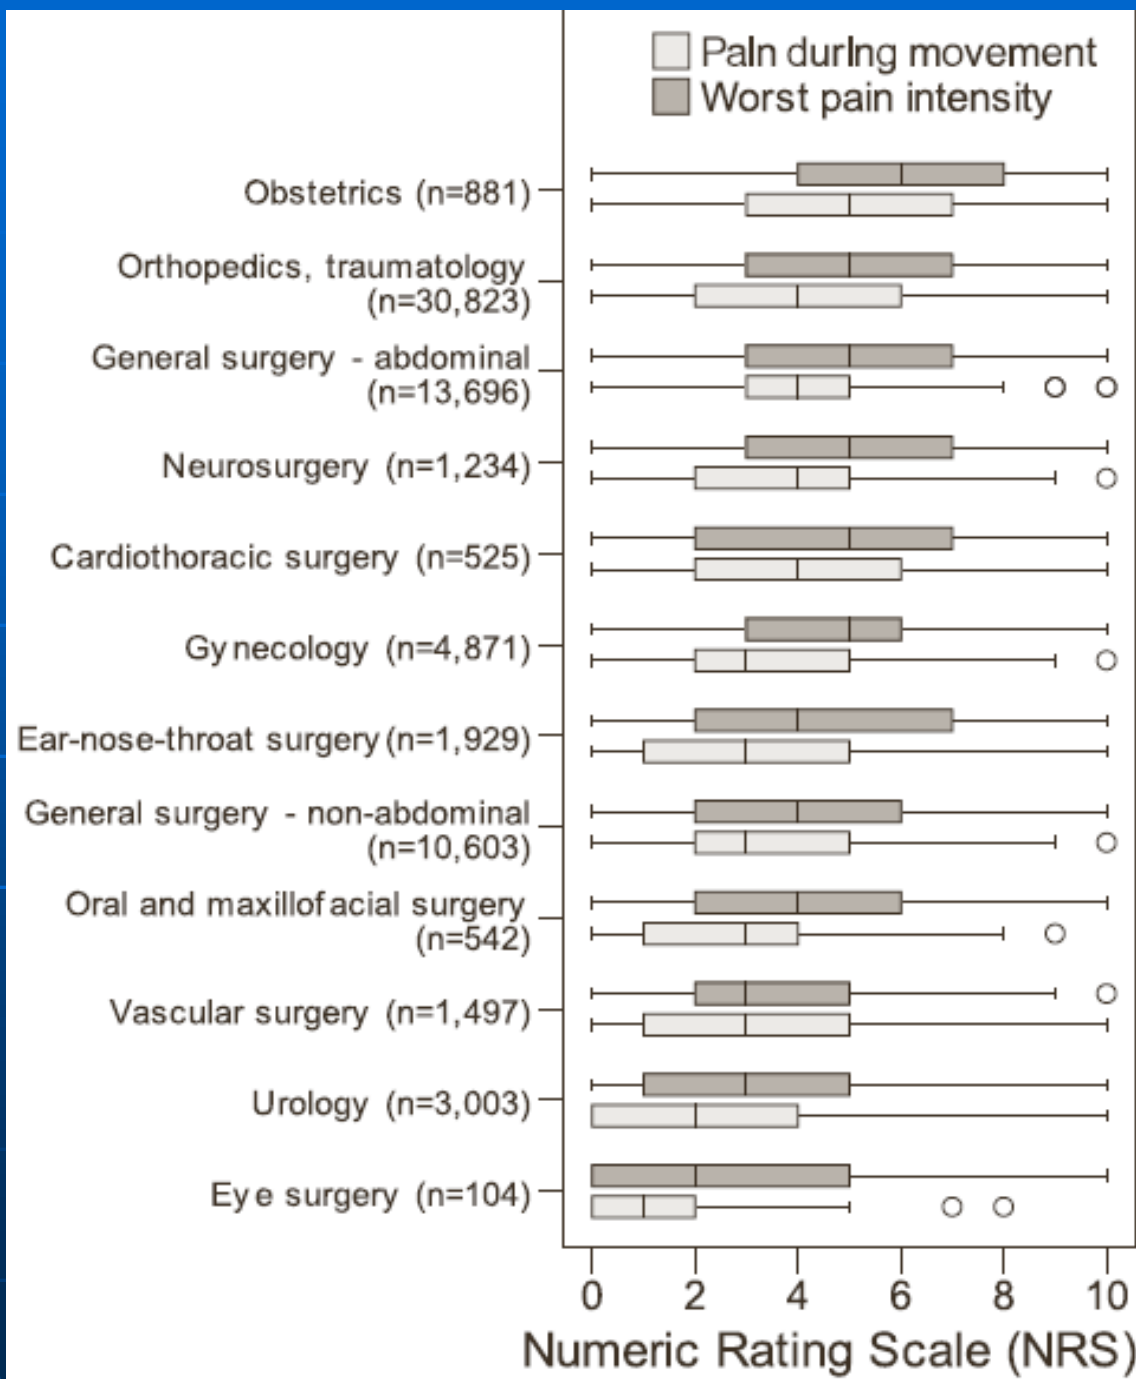 Pain during movement
Worst pain intensity
Obstetrics (n=881)
Orthopedics, traumatology
(n=30,823)
General surgery - abdominal
(n=13,696)
Neurosurgery (n=1,234)
Cardiothoracic surgery (n=525)
Gynecology (n=4,871)
Ear-nose-throat surgery (n=1,929)
General surgery - non-abdominal
(n=10,603)
Oral and maxillofacial surgery
(n=542)
Vascular surgery (n=1,497)
Urology (n=3,003)
Eye surgery (n=104)
0 2 4 6 8 10
Numeric Rating Scale (NRS)